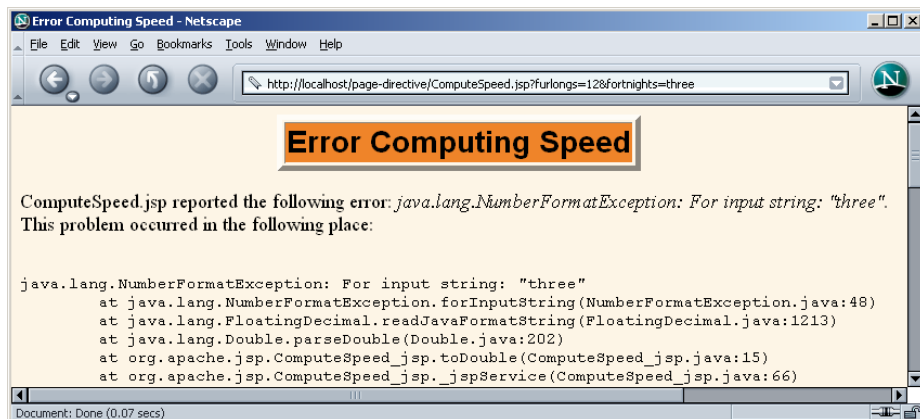 Error Computing Speed - Netscape
File Edit View Go Bookmarks Tools Window Help
http://localhost/page-directive/ComputeSpeed.jsp?furlongs=12&fortnights=three
N
Error Computing Speed
ComputeSpeed.jsp reported the following error: java.lang.NumberFormatException: For input string: "three".
This problem occurred in the following place:
java.lang.NumberFormatException: For input string: "three"
at java.lang.NumberFormatException.forInputString(NumberFormatException.java:48)
at java.lang.FloatingDecimal.readJavaFormatString(FloatingDecimal.java:1213)
at java.lang.Double.parseDouble(Double.java:202)
at org.apache.jsp.ComputeSpeed_jsp.toDouble(ComputeSpeed_jsp.java:15)
at org.apache.jsp.ComputeSpeed_jsp._jspService(ComputeSpeed_jsp.java:66)
Document: Done (0.07 secs)